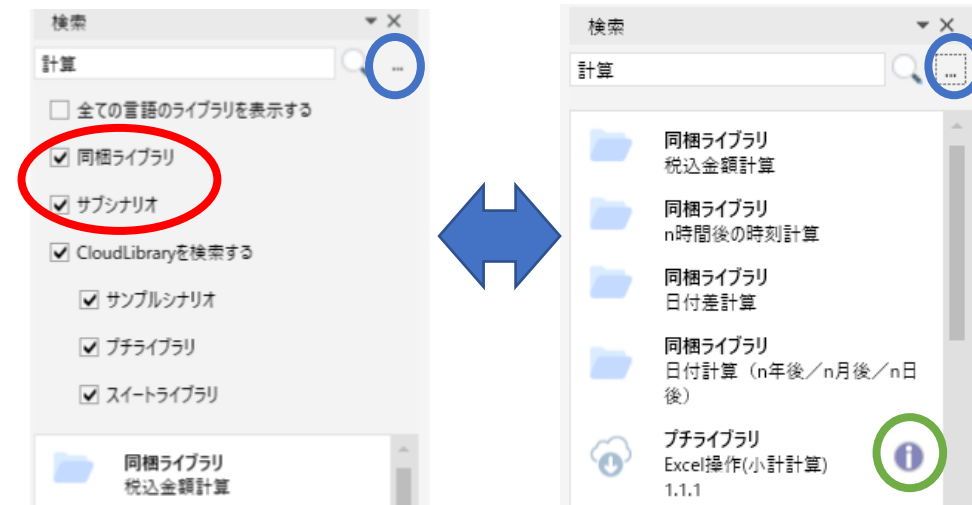 検索
計算
...
全ての言語のライブラリを表示する
同梱ライブラリ
サブシナリオ
CloudLibraryを検索する
サンプルシナリオ
プチライブラリ
スイートライブラリ
同梱ライブラリ
税込金額計算
検索
計算
...
同梱ライブラリ
税込金額計算
同梱ライブラリ
n時間後の時刻計算
同梱ライブラリ
日付差計算
同梱ライブラリ
日付計算（n年後／n月後／n日
後）
プチライブラリ
Excel操作(小計計算)
1.1.1